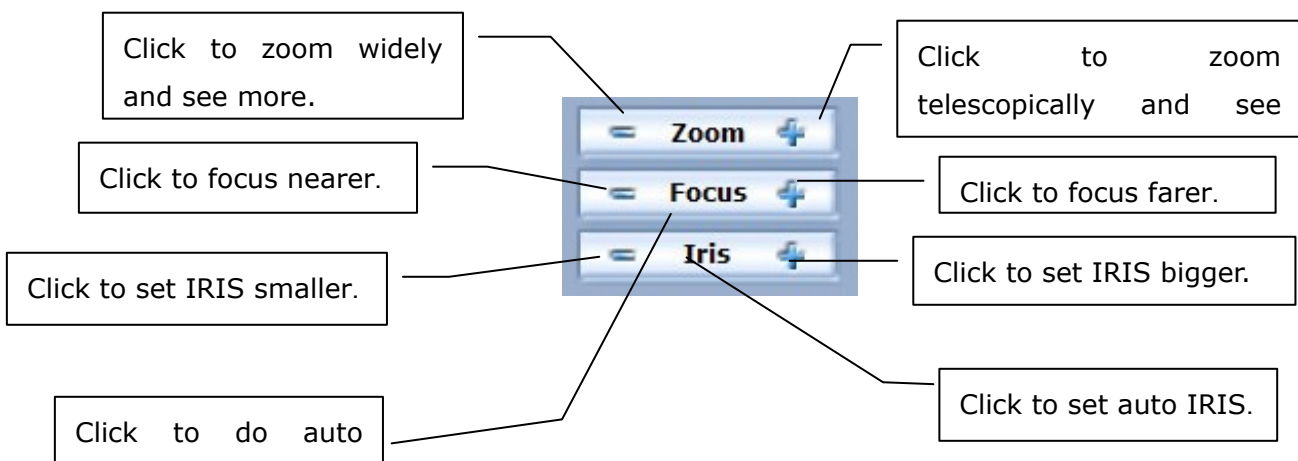 Click to zoom widely
and see more.
Click to zoom
telescopically and see
Zoom
Click to focus nearer.
Focus
Click to focus farer.
Iris
Click to set IRIS smaller.
Click to set IRIS bigger.
Click to set auto IRIS.
Click to do auto